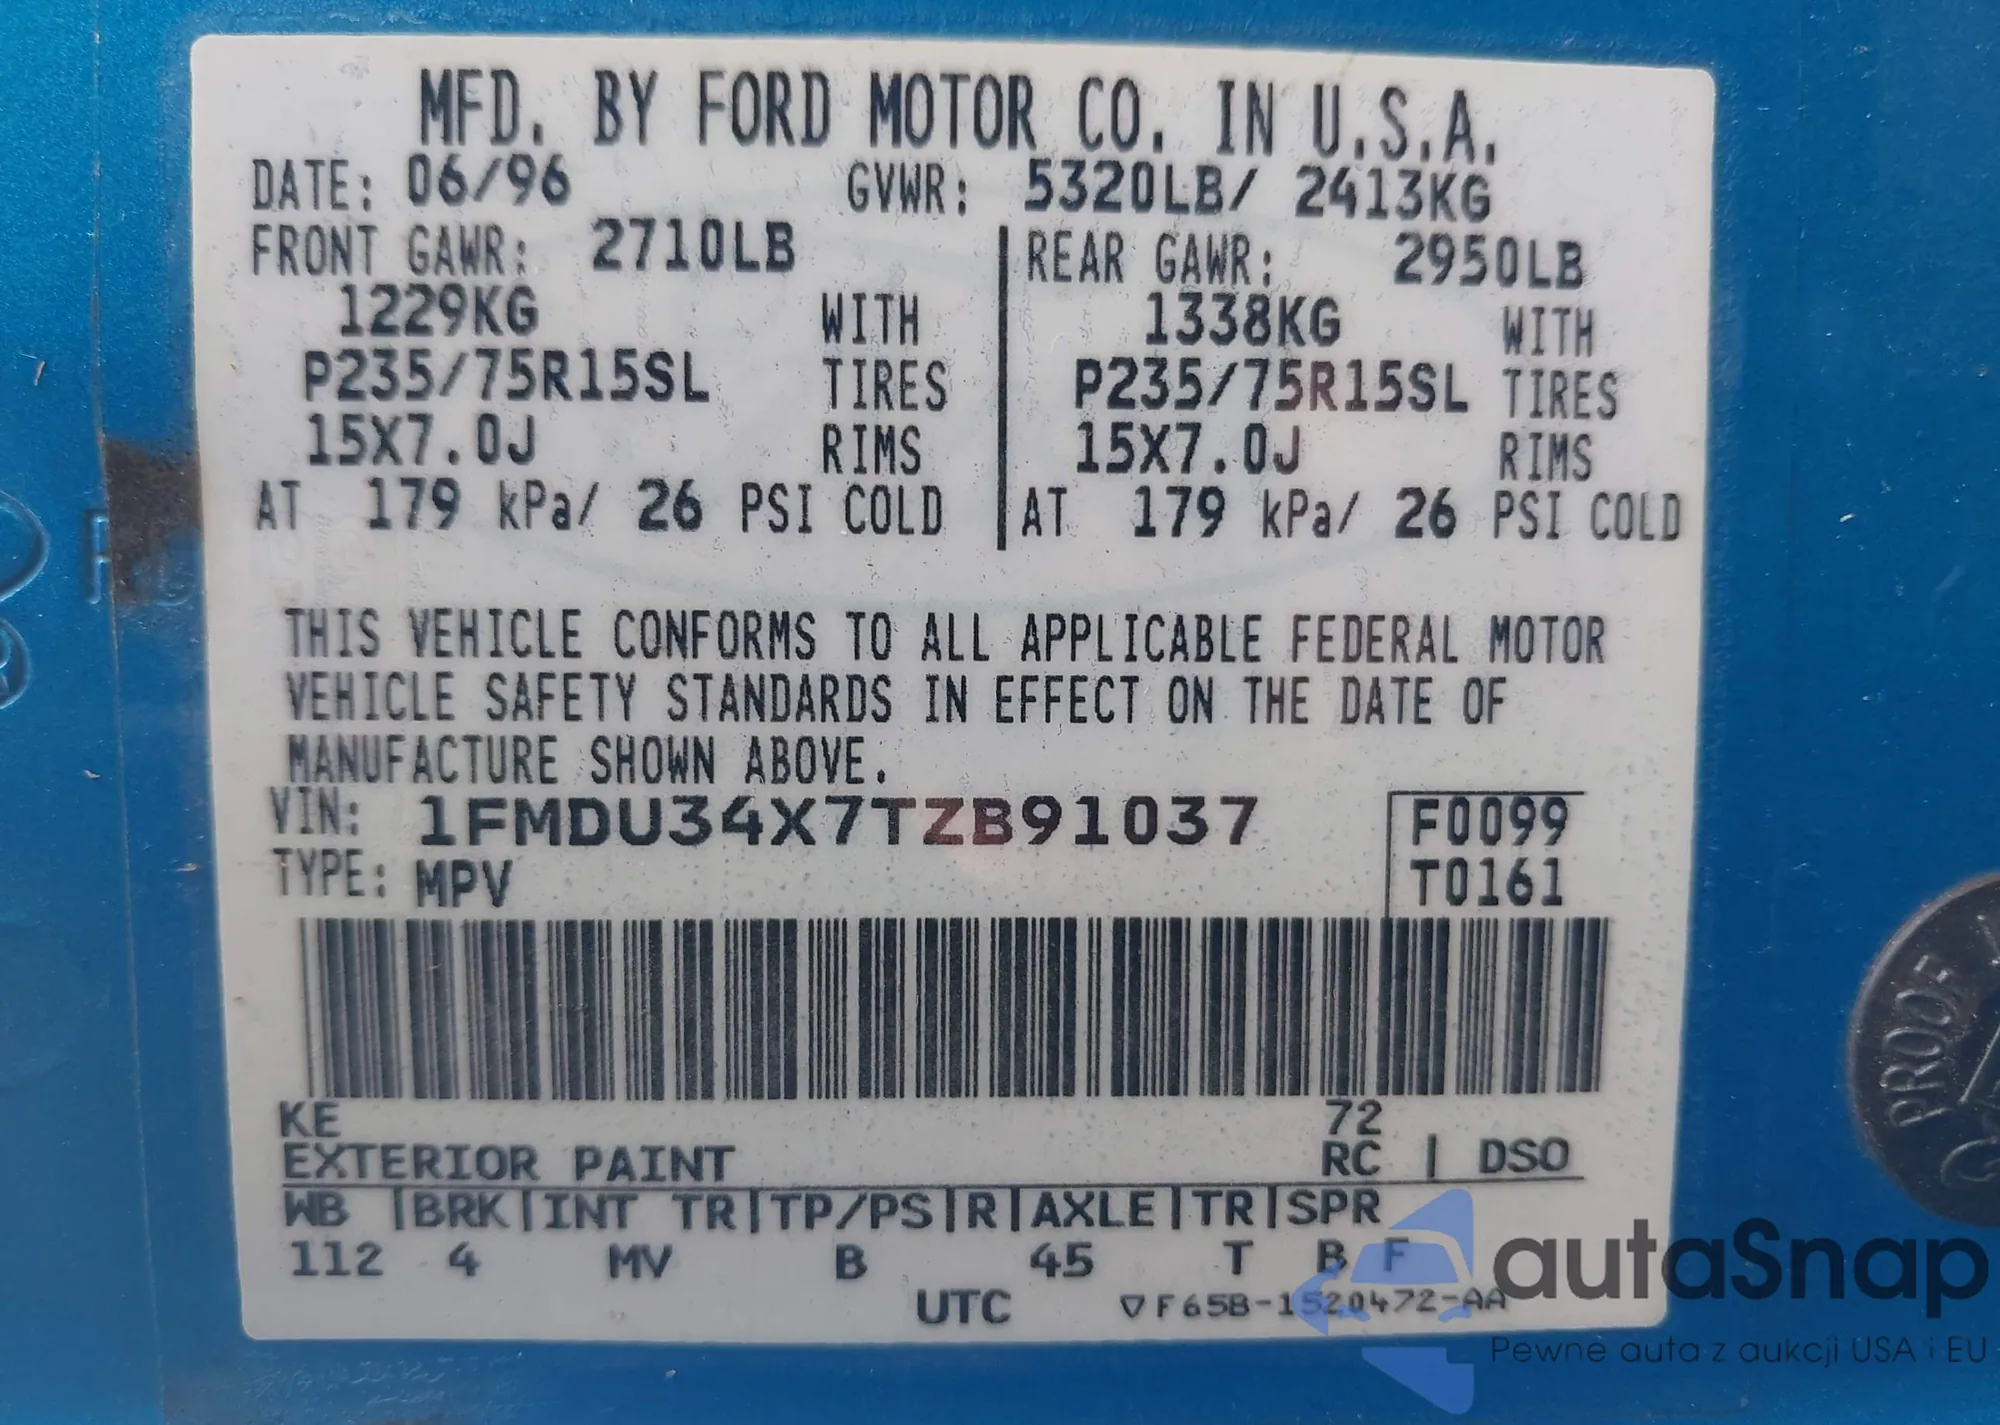 MFD. BY FORD MOTOR CO. IN U.S.A.
DATE: 06/96 GVWR: 5320LB/ 2413KG
FRONT GAWR: 2710LB REAR GAWR: 2950LB
1229KG WITH 1338KG WITH
P235/75R15SL TIRES P235/75R15SL TIRES
15X7.0J RIMS 15X7.0J RIMS
AT 179 kPa/ 26 PSI COLD AT 179 kPa/ 26 PSI COLD
THIS VEHICLE CONFORMS TO ALL APPLICABLE FEDERAL MOTOR
VEHICLE SAFETY STANDARDS IN EFFECT ON THE DATE OF
MANUFACTURE SHOWN ABOVE.
VIN: 1FMDU34X7TZB91037 F0099
TYPE: MPV T0161
KE 72
EXTERIOR PAINT RC | DSO
WB |BRK|INT TR|TP/PS|R|AXLE|TR|SPR
112 4 MV B 45 T B F
UTC ▽F65B-1520472-AA
PROOF
autaSnap
Pewne auta z aukcji USA i EU